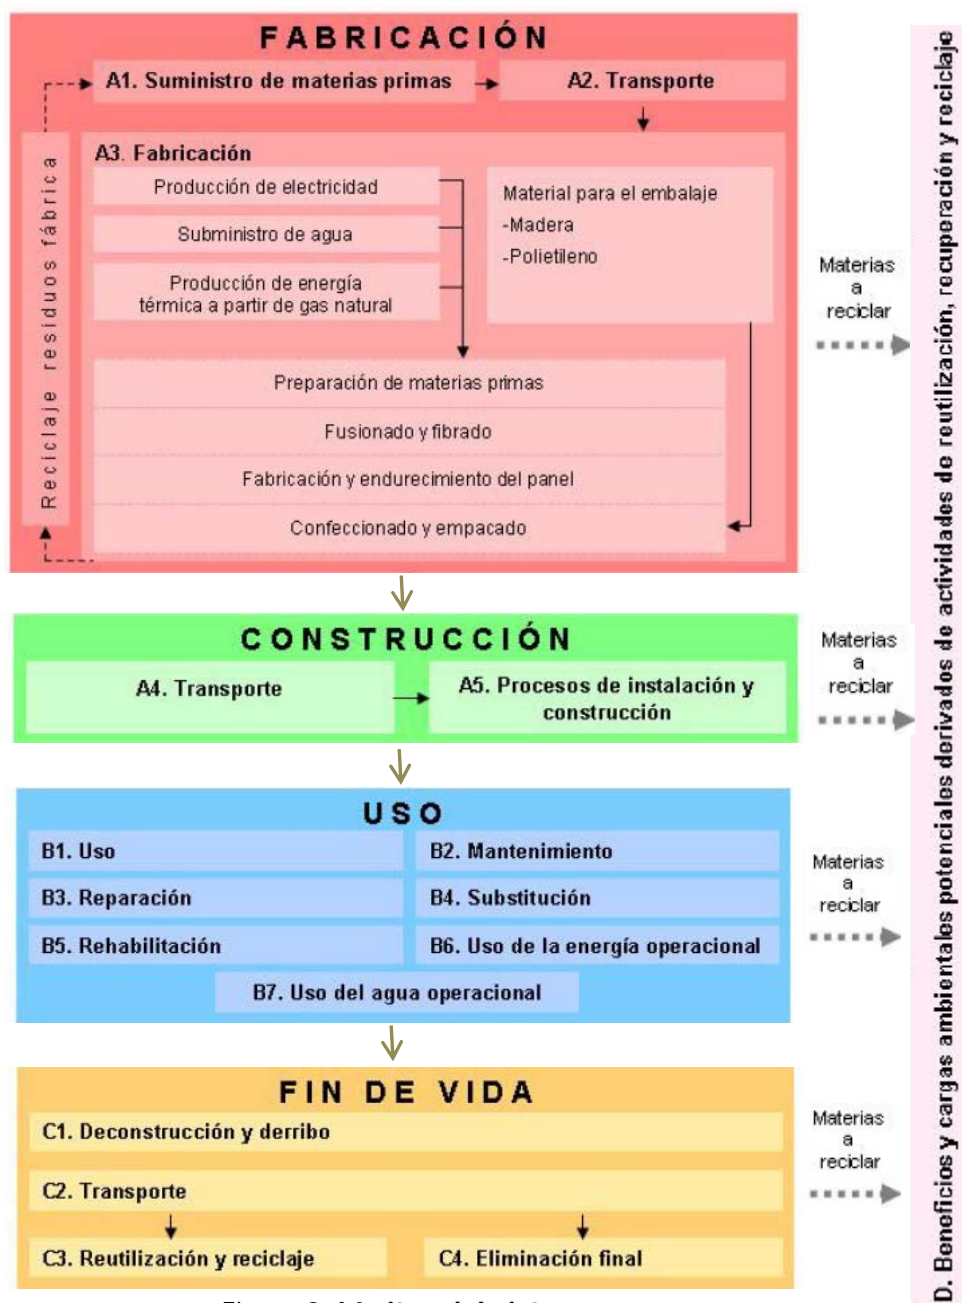 FABRICACIÓN
A1. Suministro de materias primas
A2. Transporte
A3. Fabricación
Producción de electricidad
Subministro de agua
Producción de energía
térmica a partir de gas natural
Material para el embalaje
-Madera
-Polietileno
Preparación de materias primas
Fusionado y fibrado
Fabricación y endurecimiento del panel
Confeccionado y empacado
Reciclaje residuos fábrica
Materias
a
reciclar
CONSTRUCCIÓN
A4. Transporte
A5. Procesos de instalación y
construcción
Materias
a
reciclar
USO
B1. Uso
B2. Mantenimiento
B3. Reparación
B4. Substitución
B5. Rehabilitación
B6. Uso de la energía operacional
B7. Uso del agua operacional
Materias
a
reciclar
FIN DE VIDA
C1. Deconstrucción y derribo
C2. Transporte
C3. Reutilización y reciclaje
C4. Eliminación final
Materias
a
reciclar
D. Beneficios y cargas ambientales potenciales derivados de actividades de reutilización, recuperación y reciclaje